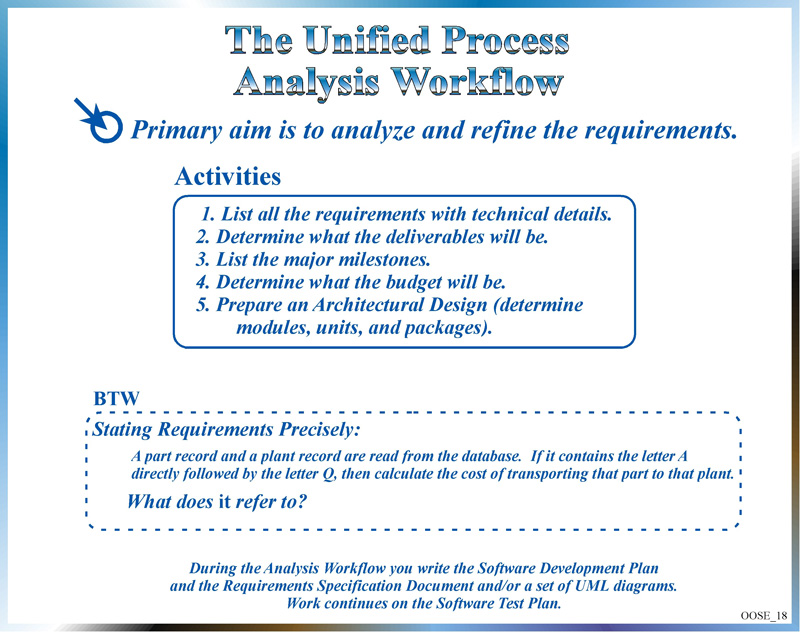 The Unified Process
Analysis Workflow
Primary aim is to analyze and refine the requirements.
Activities
1. List all the requirements with technical details.
2. Determine what the deliverables will be.
3. List the major milestones.
4. Determine what the budget will be.
5. Prepare an Architectural Design (determine
modules, units, and packages).
BTW
Stating Requirements Precisely:
A part record and a plant record are read from the database. If it contains the letter A
directly followed by the letter Q, then calculate the cost of transporting that part to that plant.
What does it refer to?
During the Analysis Workflow you write the Software Development Plan
and the Requirements Specification Document and/or a set of UML diagrams.
Work continues on the Software Test Plan.
OOSE_18